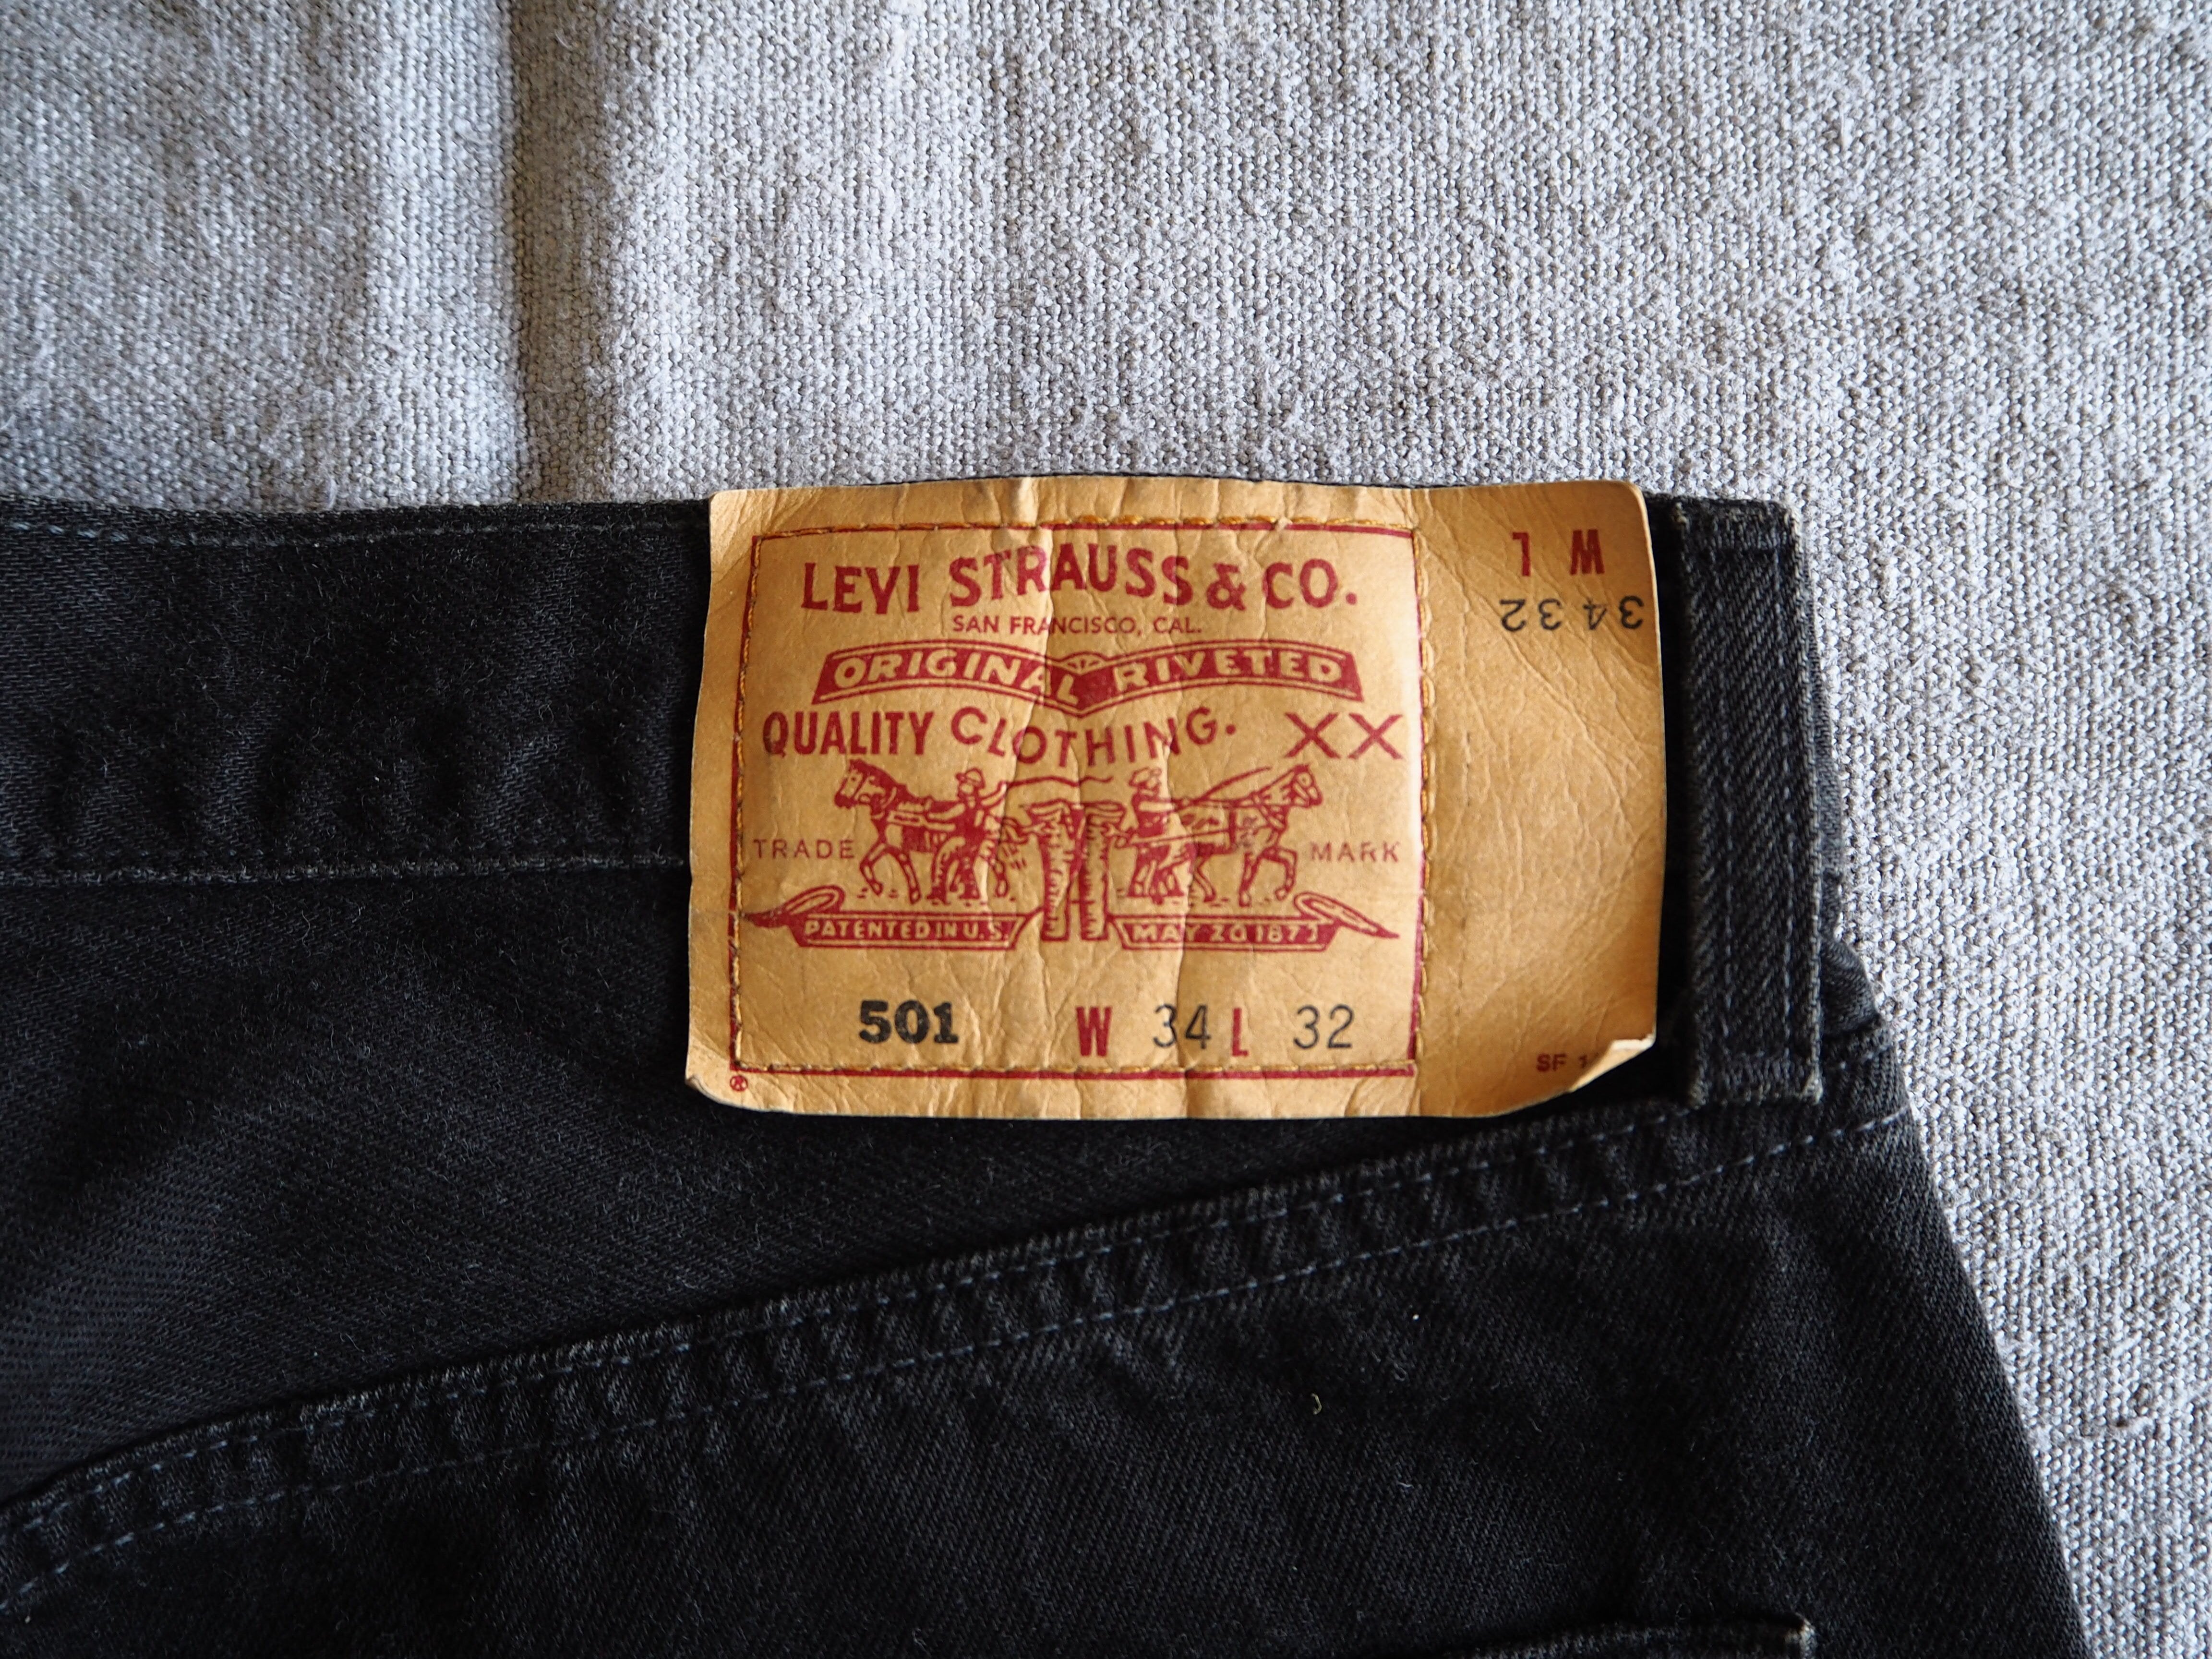 LEVI STRAUSS & CO.
SAN FRANCISCO, CAL.
ORIGINAL RIVETED
QUALITY CLOTHING. XX
TRADE MARK
PATENTED IN U.S. MAY 20 1873
501 W 34 L 32
®
W L
34 32
SF